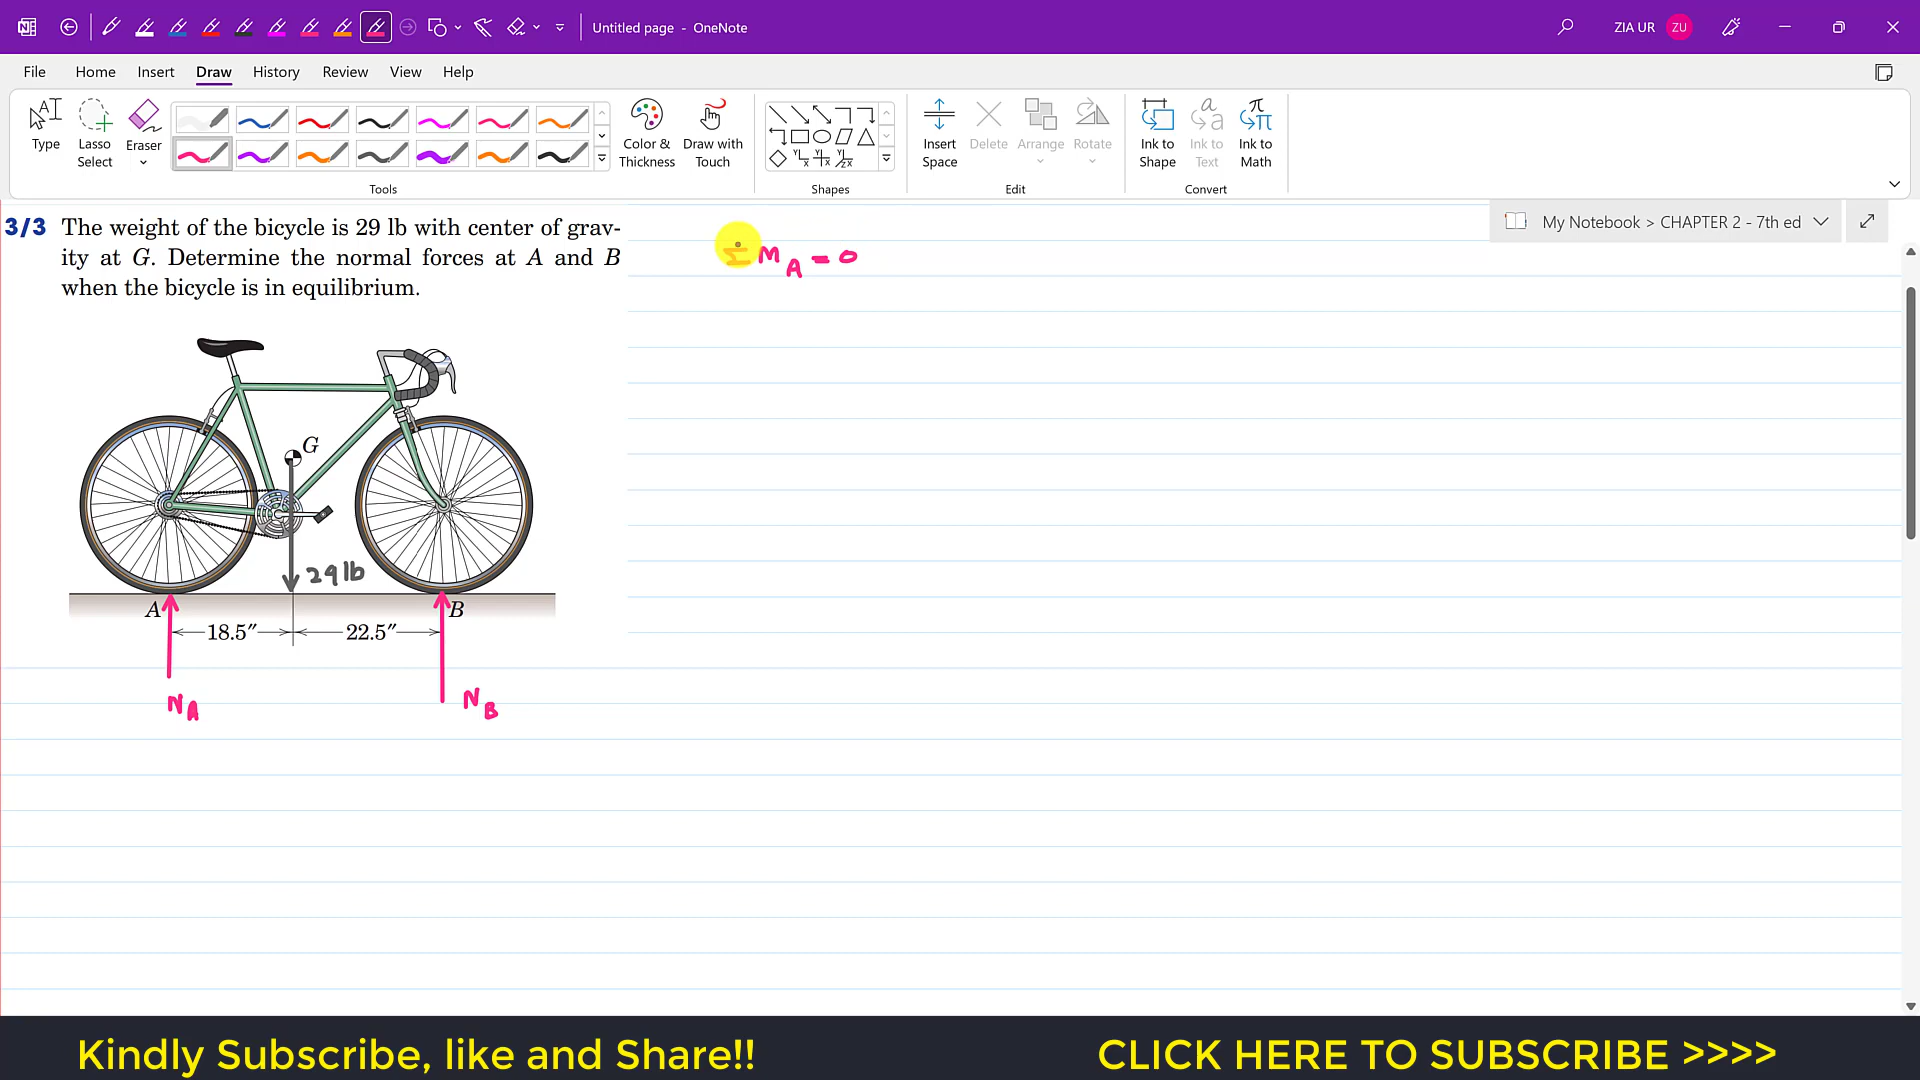 Untitled page - OneNote
ZIA UR
ZU
File Home Insert Draw History Review View Help
Type
Lasso Select
Eraser
Color & Thickness
Draw with Touch
Insert Space
Delete
Arrange
Rotate
Ink to Shape
Ink to Text
Ink to Math
Tools
Shapes
Edit
Convert
My Notebook > CHAPTER 2 - 7th ed
3/3 The weight of the bicycle is 29 lb with center of grav-
ity at G. Determine the normal forces at A and B
when the bicycle is in equilibrium.
Σ M A = 0
G
29 lb
A
B
18.5″
22.5″
N A
N B
Kindly Subscribe, like and Share!!
CLICK HERE TO SUBSCRIBE >>>>